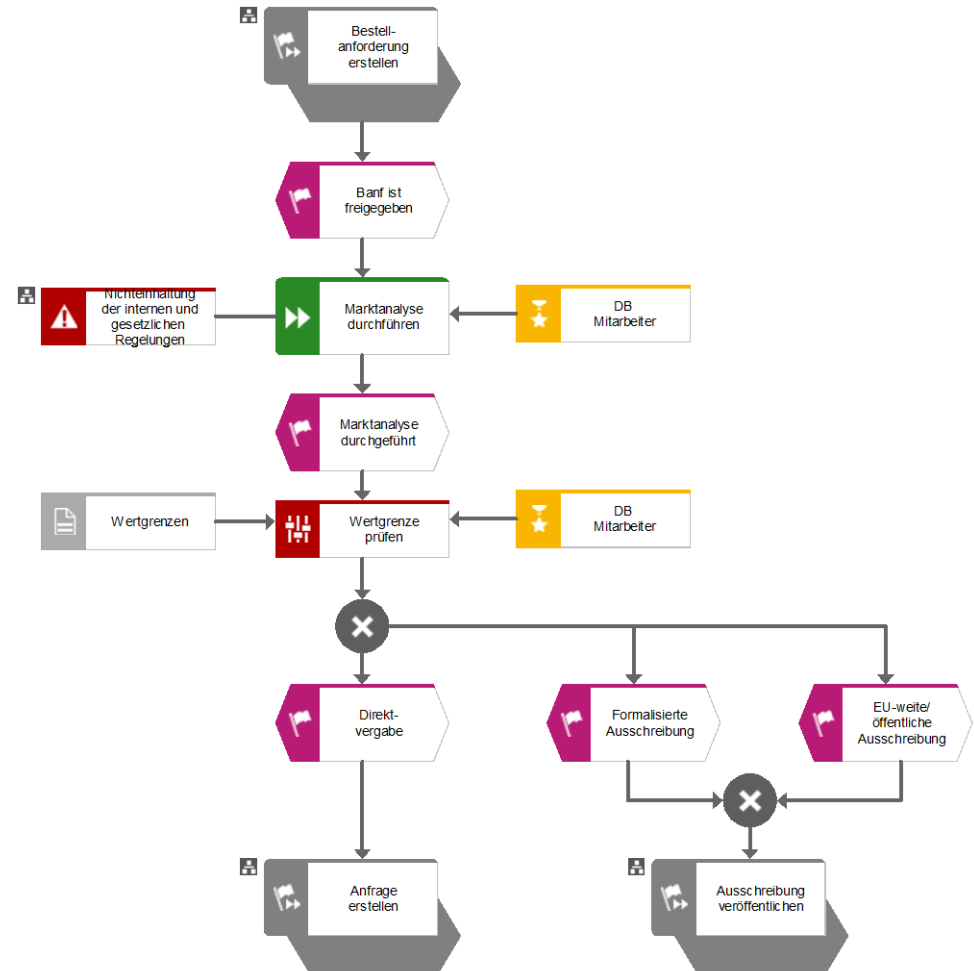 Bestell-
anforderung
erstellen
Banf ist
freigegeben
Nichteinhaltung
der internen und
gesetzlichen
Regelungen
Marktanalyse
durchführen
DB
Mitarbeiter
Marktanalyse
durchgeführt
Wertgrenzen
Wertgrenze
prüfen
DB
Mitarbeiter
Direkt-
vergabe
Formalisierte
Ausschreibung
EU-weite/
öffentliche
Ausschreibung
Anfrage
erstellen
Ausschreibung
veröffentlichen